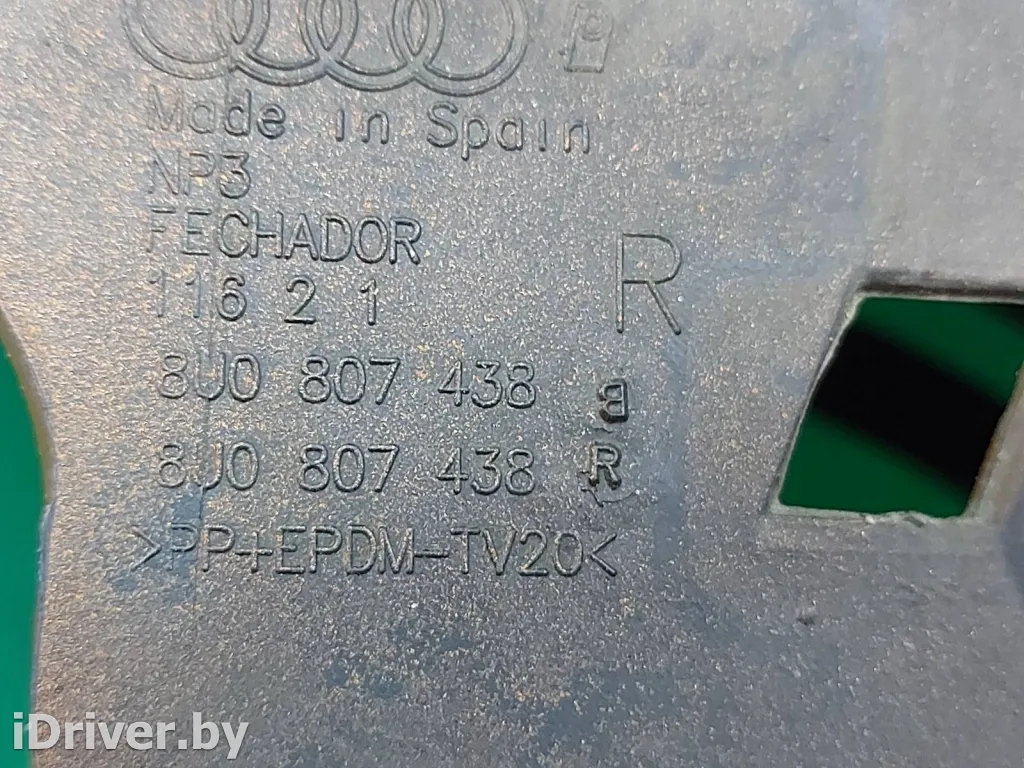 Made in Spain
NP3
FECHADOR
116 2 1
R
8U0 807 438 B
8U0 807 438 R
>PP+EPDM-TV20<
iDriver.by